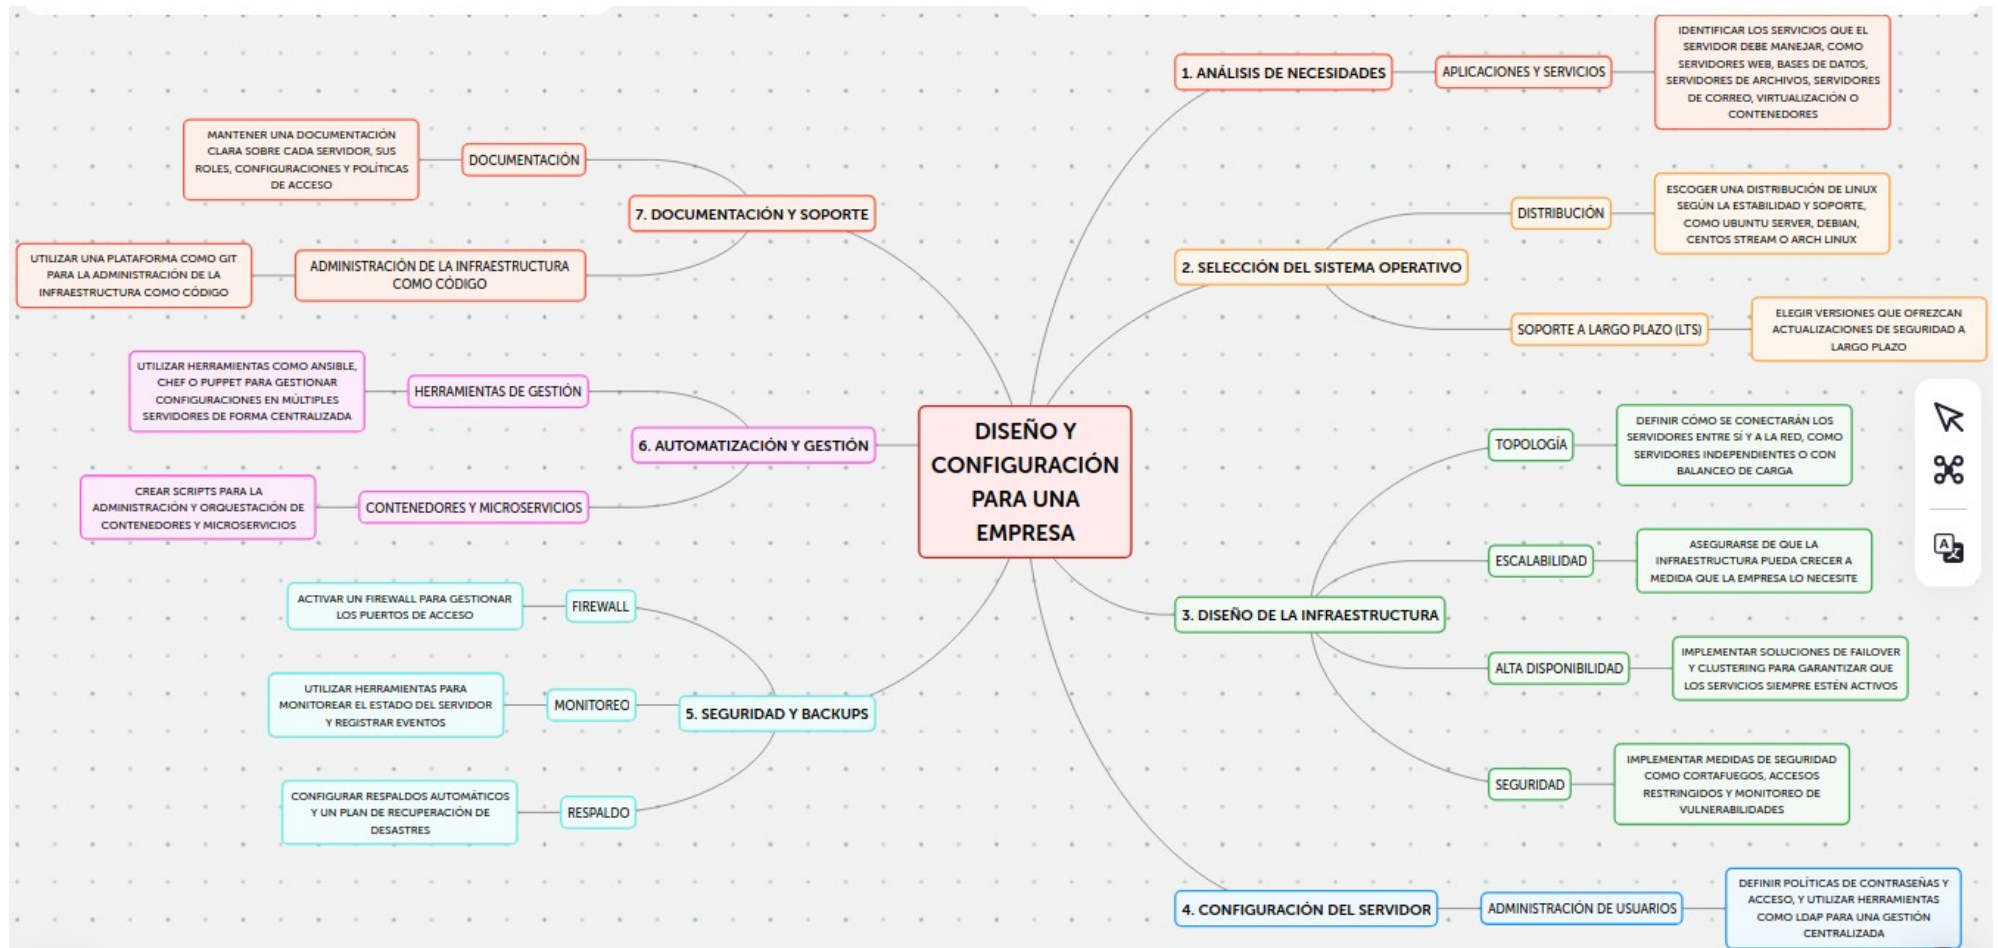 DISEÑO Y
CONFIGURACIÓN
PARA UNA
EMPRESA
1. ANÁLISIS DE NECESIDADES
APLICACIONES Y SERVICIOS
IDENTIFICAR LOS SERVICIOS QUE EL
SERVIDOR DEBE MANEJAR, COMO
SERVIDORES WEB, BASES DE DATOS,
SERVIDORES DE ARCHIVOS, SERVIDORES
DE CORREO, VIRTUALIZACIÓN O
CONTENEDORES
2. SELECCIÓN DEL SISTEMA OPERATIVO
DISTRIBUCIÓN
ESCOGER UNA DISTRIBUCIÓN DE LINUX
SEGÚN LA ESTABILIDAD Y SOPORTE,
COMO UBUNTU SERVER, DEBIAN,
CENTOS STREAM O ARCH LINUX
SOPORTE A LARGO PLAZO (LTS)
ELEGIR VERSIONES QUE OFREZCAN
ACTUALIZACIONES DE SEGURIDAD A
LARGO PLAZO
3. DISEÑO DE LA INFRAESTRUCTURA
TOPOLOGÍA
DEFINIR CÓMO SE CONECTARÁN LOS
SERVIDORES ENTRE SÍ Y A LA RED, COMO
SERVIDORES INDEPENDIENTES O CON
BALANCEO DE CARGA
ESCALABILIDAD
ASEGURARSE DE QUE LA
INFRAESTRUCTURA PUEDA CRECER A
MEDIDA QUE LA EMPRESA LO NECESITE
ALTA DISPONIBILIDAD
IMPLEMENTAR SOLUCIONES DE FAILOVER
Y CLUSTERING PARA GARANTIZAR QUE
LOS SERVICIOS SIEMPRE ESTÉN ACTIVOS
SEGURIDAD
IMPLEMENTAR MEDIDAS DE SEGURIDAD
COMO CORTAFUEGOS, ACCESOS
RESTRINGIDOS Y MONITOREO DE
VULNERABILIDADES
4. CONFIGURACIÓN DEL SERVIDOR
ADMINISTRACIÓN DE USUARIOS
DEFINIR POLÍTICAS DE CONTRASEÑAS Y
ACCESO, Y UTILIZAR HERRAMIENTAS
COMO LDAP PARA UNA GESTIÓN
CENTRALIZADA
5. SEGURIDAD Y BACKUPS
FIREWALL
ACTIVAR UN FIREWALL PARA GESTIONAR
LOS PUERTOS DE ACCESO
MONITOREO
UTILIZAR HERRAMIENTAS PARA
MONITOREAR EL ESTADO DEL SERVIDOR
Y REGISTRAR EVENTOS
RESPALDO
CONFIGURAR RESPALDOS AUTOMÁTICOS
Y UN PLAN DE RECUPERACIÓN DE
DESASTRES
6. AUTOMATIZACIÓN Y GESTIÓN
HERRAMIENTAS DE GESTIÓN
UTILIZAR HERRAMIENTAS COMO ANSIBLE,
CHEF O PUPPET PARA GESTIONAR
CONFIGURACIONES EN MÚLTIPLES
SERVIDORES DE FORMA CENTRALIZADA
CONTENEDORES Y MICROSERVICIOS
CREAR SCRIPTS PARA LA
ADMINISTRACIÓN Y ORQUESTACIÓN DE
CONTENEDORES Y MICROSERVICIOS
7. DOCUMENTACIÓN Y SOPORTE
DOCUMENTACIÓN
MANTENER UNA DOCUMENTACIÓN
CLARA SOBRE CADA SERVIDOR, SUS
ROLES, CONFIGURACIONES Y POLÍTICAS
DE ACCESO
ADMINISTRACIÓN DE LA INFRAESTRUCTURA
COMO CÓDIGO
UTILIZAR UNA PLATAFORMA COMO GIT
PARA LA ADMINISTRACIÓN DE LA
INFRAESTRUCTURA COMO CÓDIGO